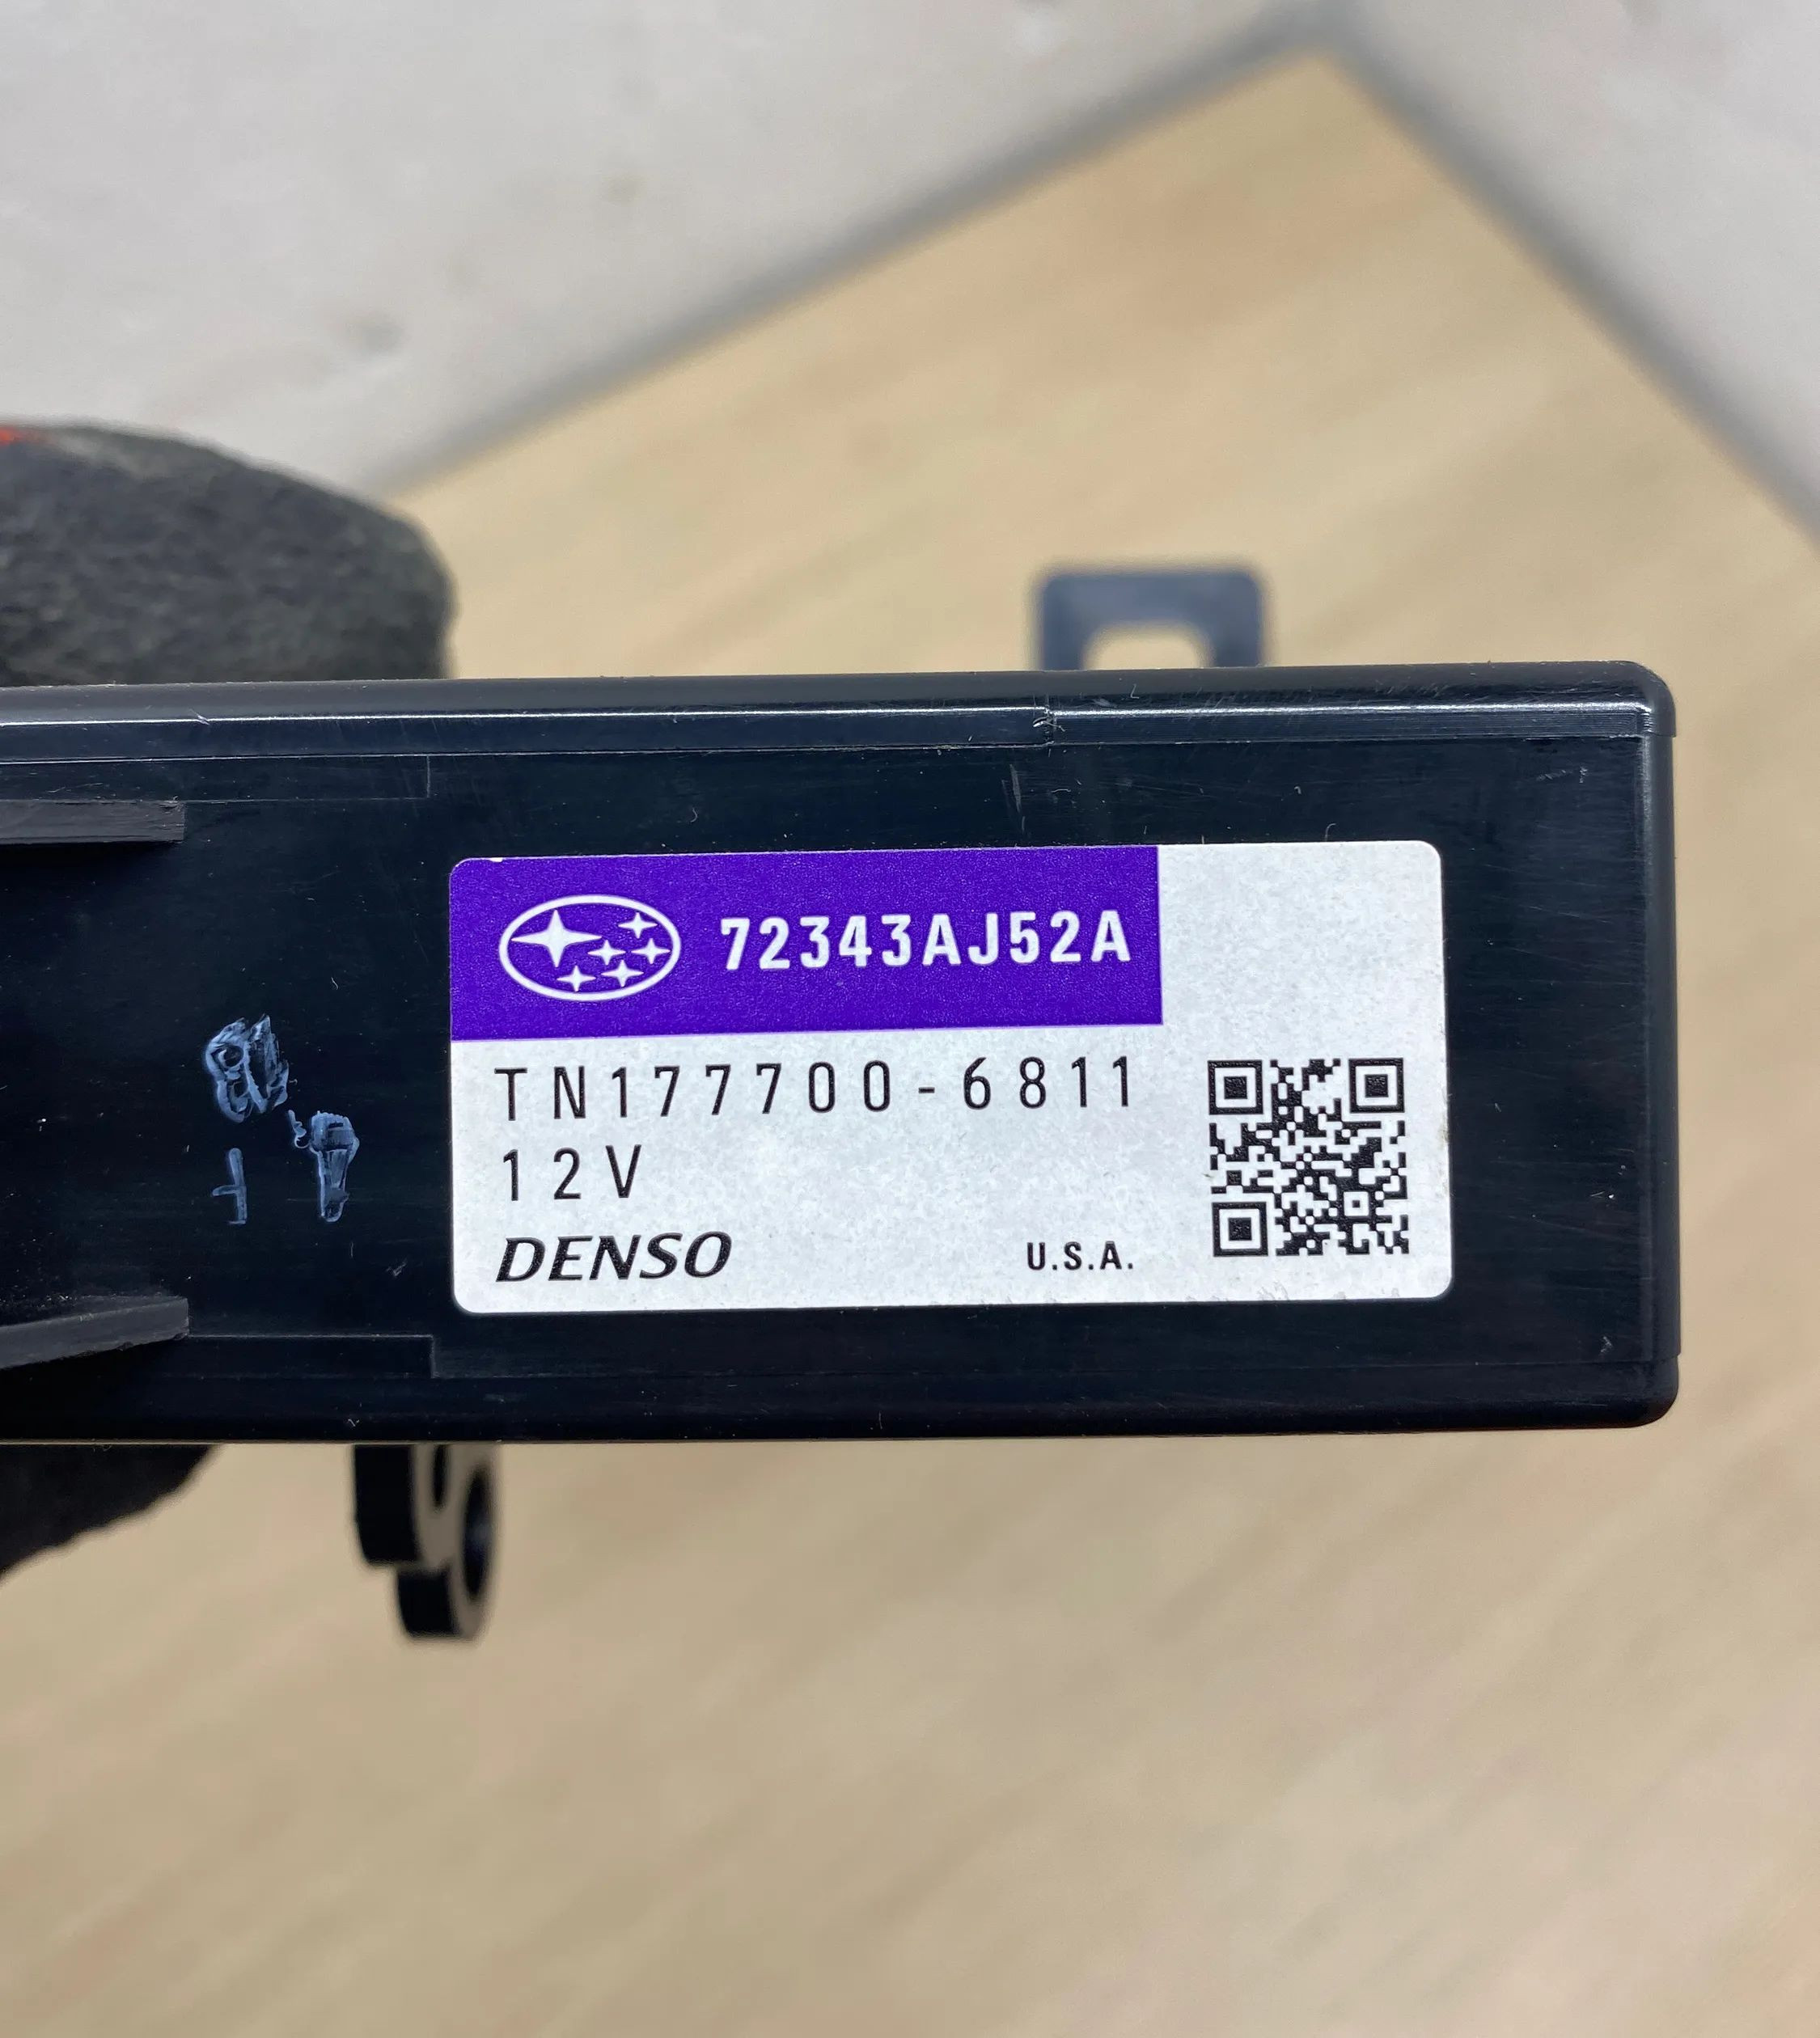 72343AJ52A
TN177700-6811
12V
DENSO
U.S.A.